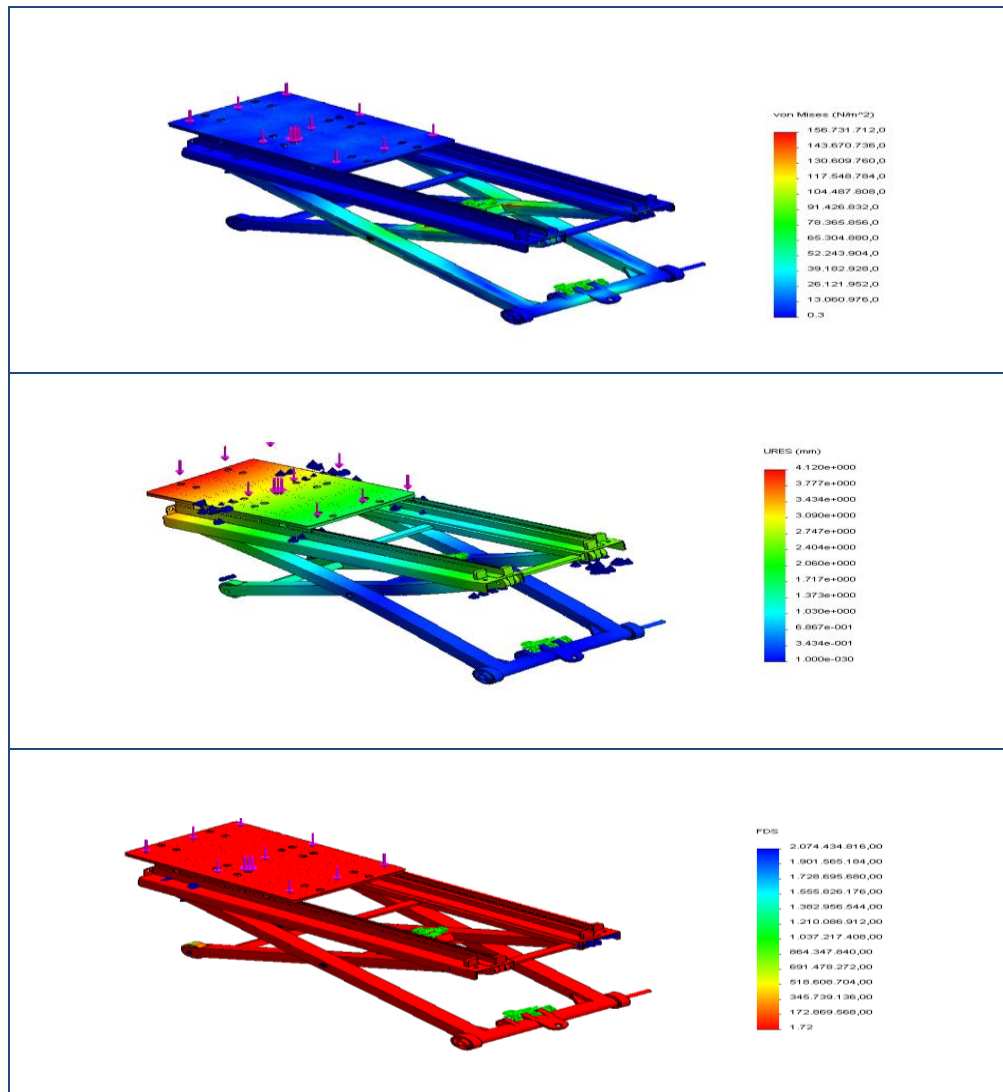 von Mises (N/m^2)
156.731.712,0
143.670.736,0
130.609.760,0
117.548.784,0
104.487.808,0
91.426.832,0
78.365.856,0
65.304.880,0
52.243.904,0
39.182.928,0
26.121.952,0
13.060.976,0
0.3
URES (mm)
4.120e+000
3.777e+000
3.434e+000
3.090e+000
2.747e+000
2.404e+000
2.060e+000
1.717e+000
1.373e+000
1.030e+000
6.867e-001
3.434e-001
1.000e-030
FDS
2.074.434.816,00
1.901.565.184,00
1.728.695.680,00
1.555.826.176,00
1.382.956.544,00
1.210.086.912,00
1.037.217.408,00
864.347.840,00
691.478.272,00
518.608.704,00
345.739.136,00
172.869.568,00
1.72